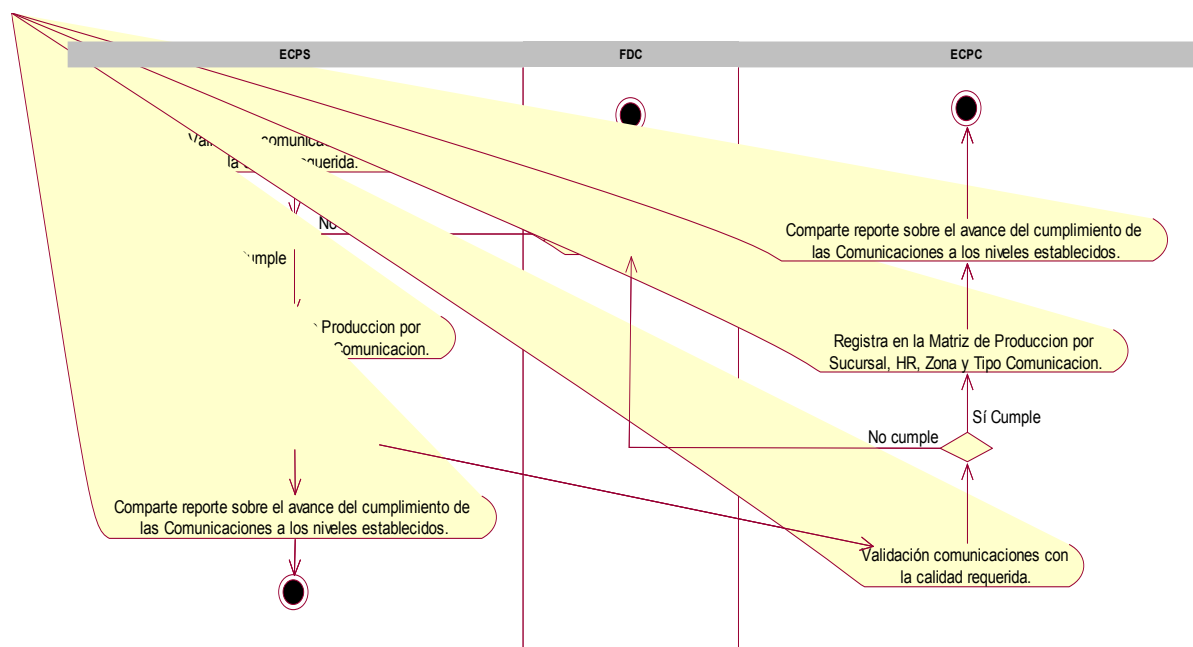 ECPS FDC ECPC
la
No
Produccion por
Comunicacion.
Comparte reporte sobre el avance del cumplimiento de
las Comunicaciones a los niveles establecidos.
Comparte reporte sobre el avance del cumplimiento de
las Comunicaciones a los niveles establecidos.
Registra en la Matriz de Produccion por
Sucursal, HR, Zona y Tipo Comunicacion.
Sí Cumple
No cumple
Validación comunicaciones con
la calidad requerida.